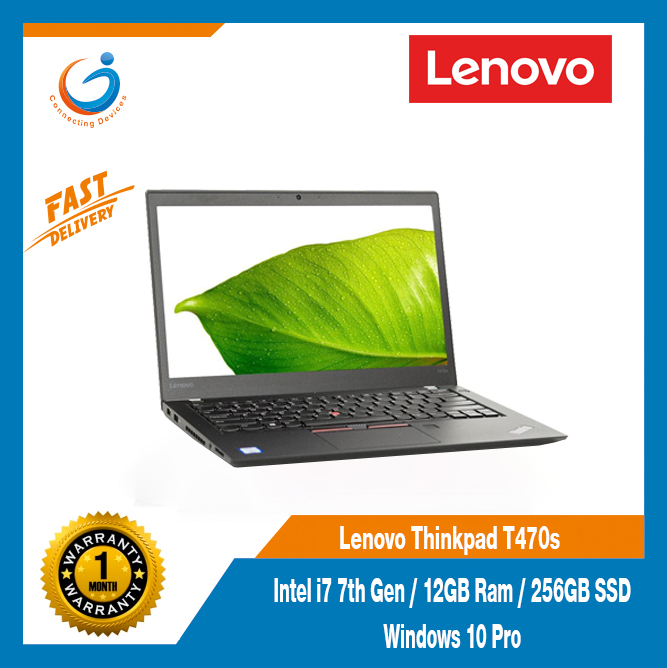 Connecting Devices
Lenovo
FAST
DELIVERY
Lenovo
WARRANTY
1
MONTH
WARRANTY
Lenovo Thinkpad T470s
Intel i7 7th Gen / 12GB Ram / 256GB SSD
Windows 10 Pro